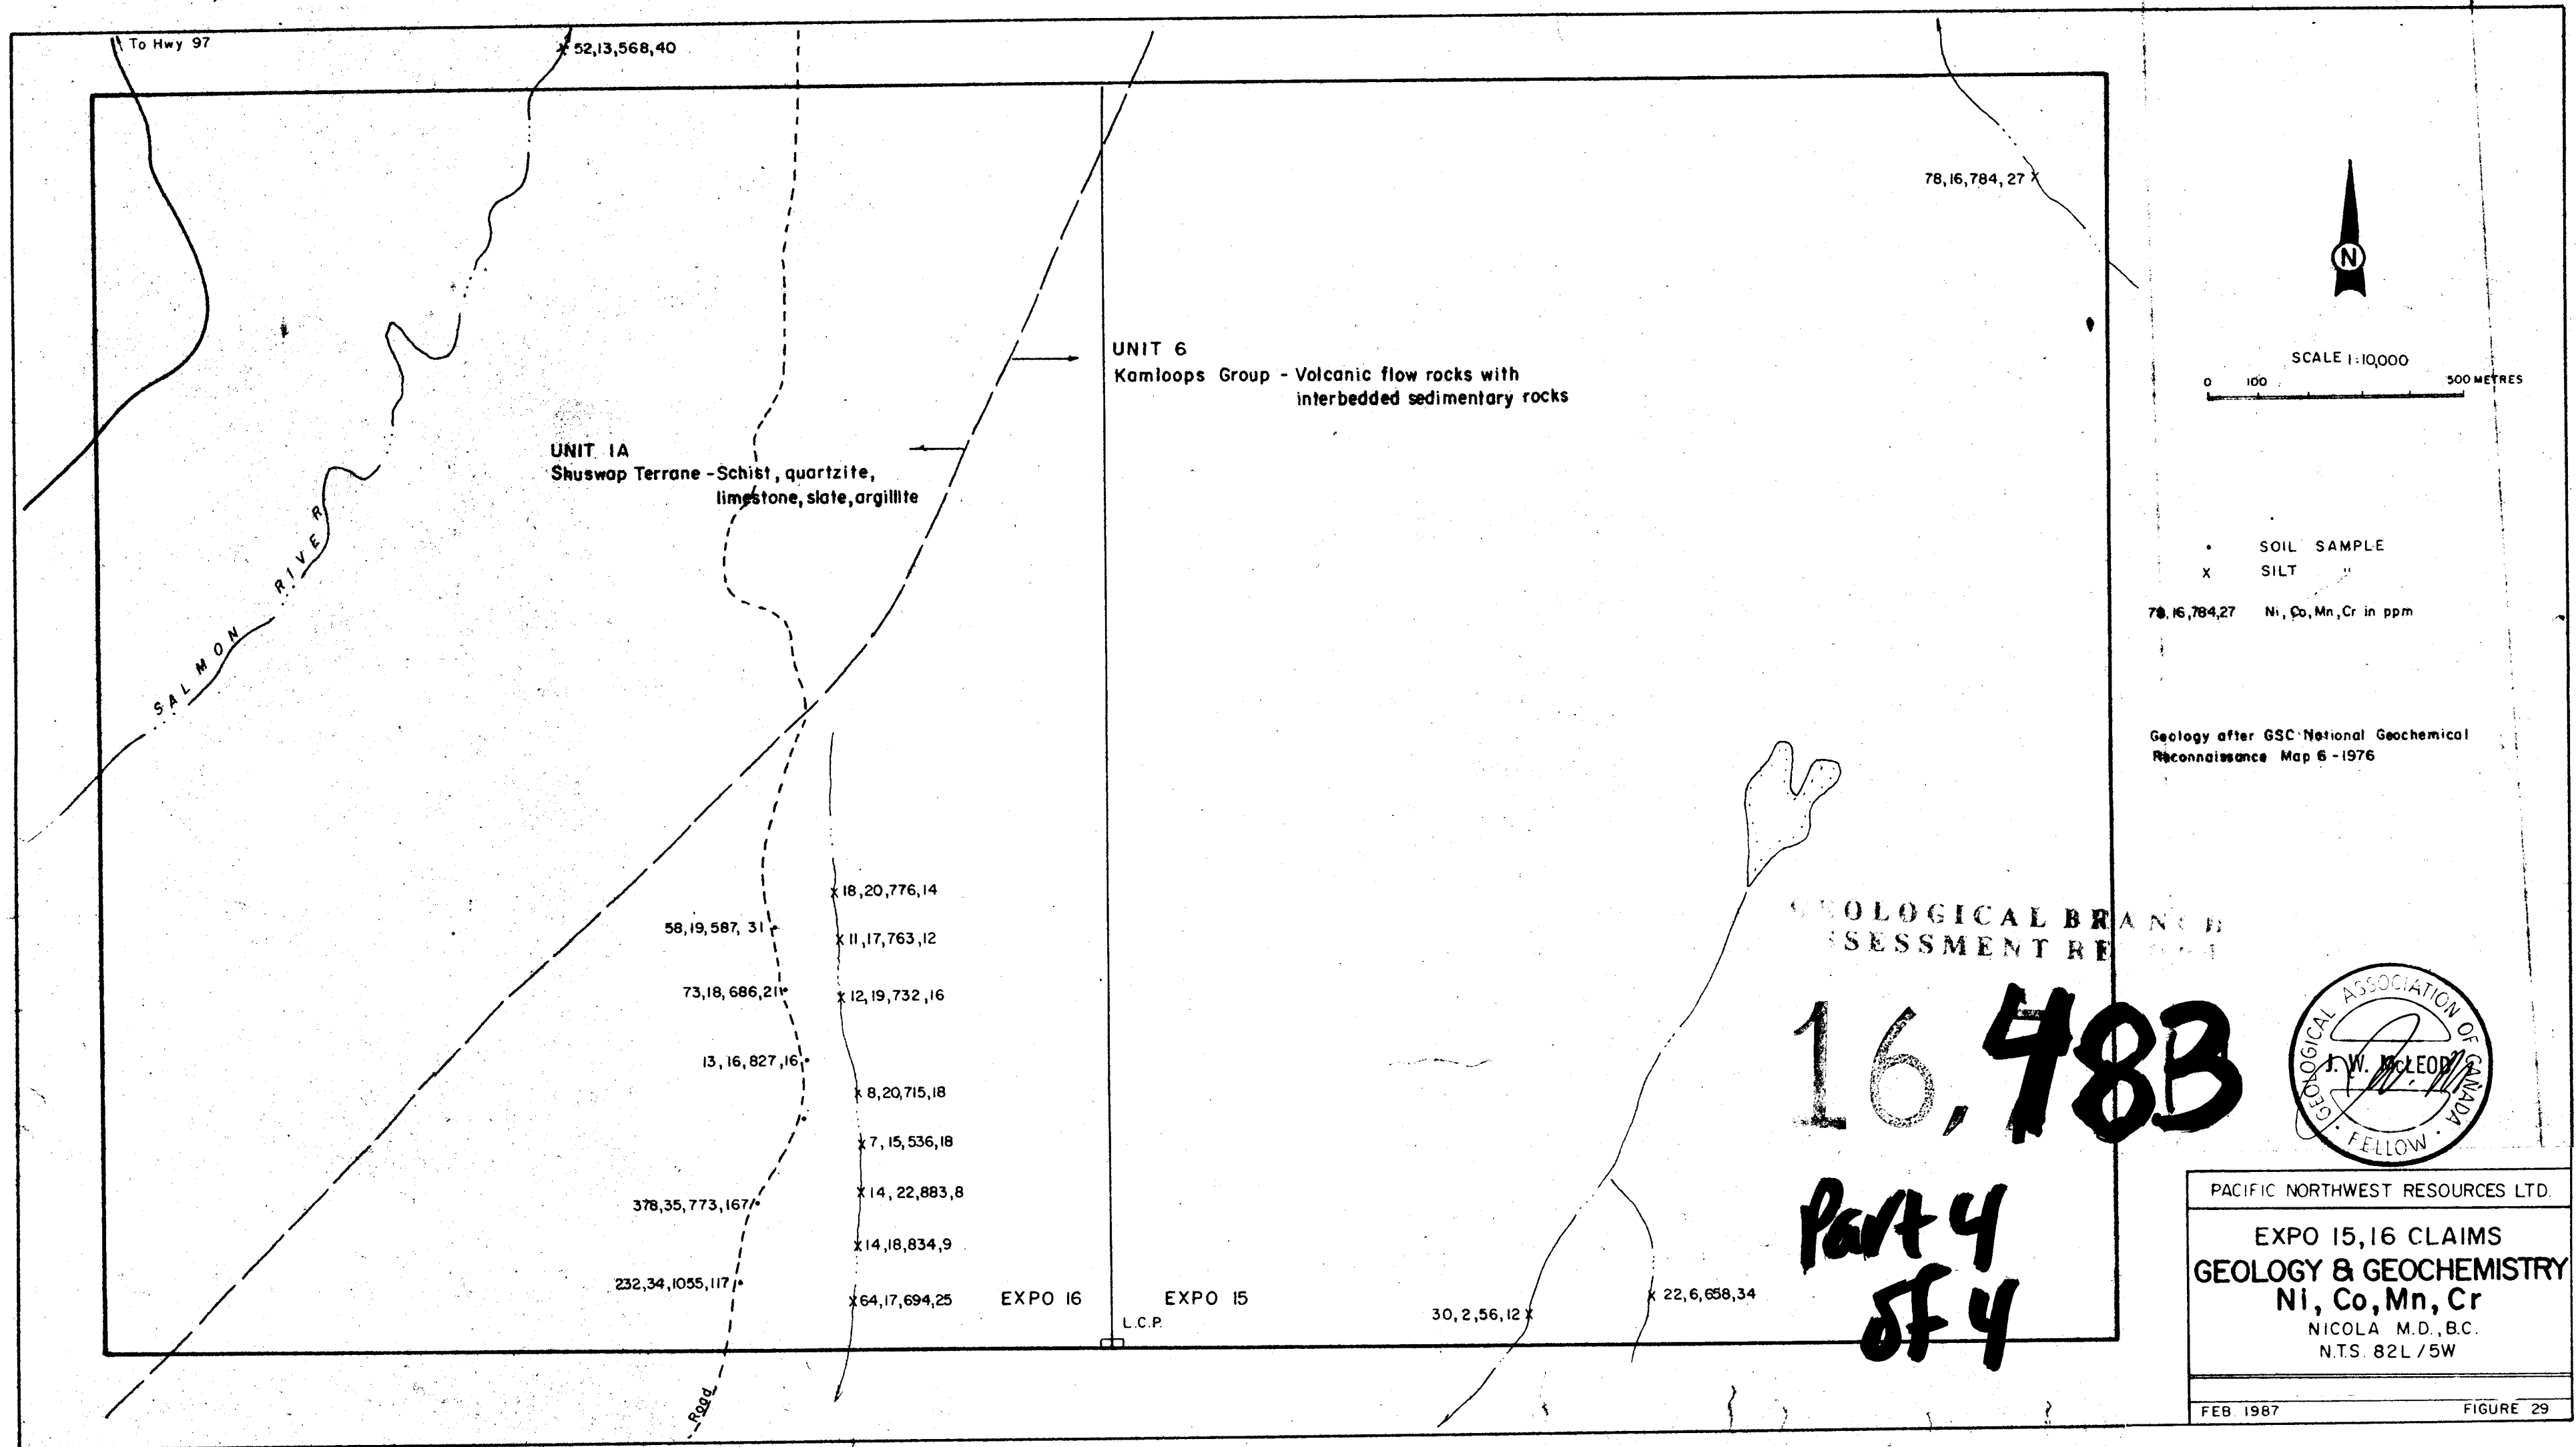 To Hwy 97
52,13,568,40
78,16,784,27
UNIT 6
Kamloops Group - Volcanic flow rocks with
interbedded sedimentary rocks
UNIT 1A
Shuswap Terrane - Schist, quartzite,
limestone, slate, argillite
SALMON RIVER
18,20,776,14
58,19,587,31
11,17,763,12
73,18,686,21
12,19,732,16
13,16,827,16
8,20,715,18
7,15,536,18
378,35,773,167
14,22,883,8
14,18,834,9
232,34,1055,117
64,17,694,25
EXPO 16
EXPO 15
L.C.P.
30,2,56,12
22,6,658,34
Road
N
SCALE 1:10,000
0 100 500 METRES
. SOIL SAMPLE
x SILT "
78,16,784,27 Ni, Co, Mn, Cr in ppm
Geology after GSC National Geochemical
Reconnaissance Map 6 - 1976
OLOGICAL BRANCH
SESSMENT RE
16,483
Part 4
of 4
GEOLOGICAL ASSOCIATION OF CANADA
J. W. McLEOD
FELLOW
PACIFIC NORTHWEST RESOURCES LTD.
EXPO 15,16 CLAIMS
GEOLOGY & GEOCHEMISTRY
Ni, Co, Mn, Cr
NICOLA M.D., B.C.
N.T.S. 82L/5W
FEB. 1987 FIGURE 29